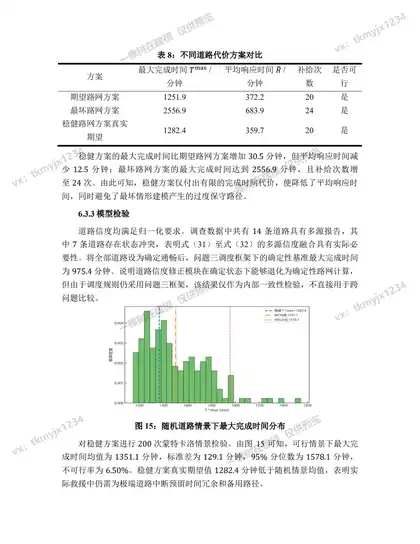 表 8：不同道路代价方案对比
方案 最大完成时间 Tmax / 分钟 平均响应时间 R̄ / 分钟 补给次数 是否可行
期望路网方案 1251.9 372.2 20 是
最坏路网方案 2556.9 683.9 24 是
稳健路网方案真实期望 1282.4 359.7 20 是
稳健方案的最大完成时间比期望路网方案增加 30.5 分钟，但平均响应时间减
少 12.5 分钟；最坏路网方案的最大完成时间达到 2556.9 分钟，且补给次数增
至 24 次。由此可知，稳健方案仅付出有限的完成时间代价，便降低了平均响应时
间，同时避免了最坏情形建模产生的过度保守路径。
6.3.3 模型检验
道路信度均满足归一化要求。调查数据中共有 14 条道路具有多源报告，其
中 7 条道路存在状态冲突，表明式（31）至式（32）的多源信度融合具有实际必
要性。将全部道路设为确定通畅后，问题三调度框架下的确定性基准最大完成时间
为 975.4 分钟。说明道路信度修正模块在确定状态下能够退化为确定性路网计算，
但由于调度规则仍采用问题三框架，该结果仅作为内部一致性检验，不直接用于跨
问题比较。
1200 1300 1400 1500 1600 1700 1800 1900
图 15：随机道路情景下最大完成时间分布
对稳健方案进行 200 次蒙特卡洛情景检验。由图 15 可知，可行情景下最大完
成时间均值为 1351.1 分钟，标准差为 129.1 分钟，95% 分位数为 1578.1 分钟，
不可行率为 6.50%。稳健方案真实期望值 1282.4 分钟低于随机情景均值，表明实
际救援中仍需为极端道路中断预留时间冗余和备用路径。
vx: tkmyjx1234
vx: tkmyjx1234
vx: tkmyjx1234
vx: tkmyjx1234